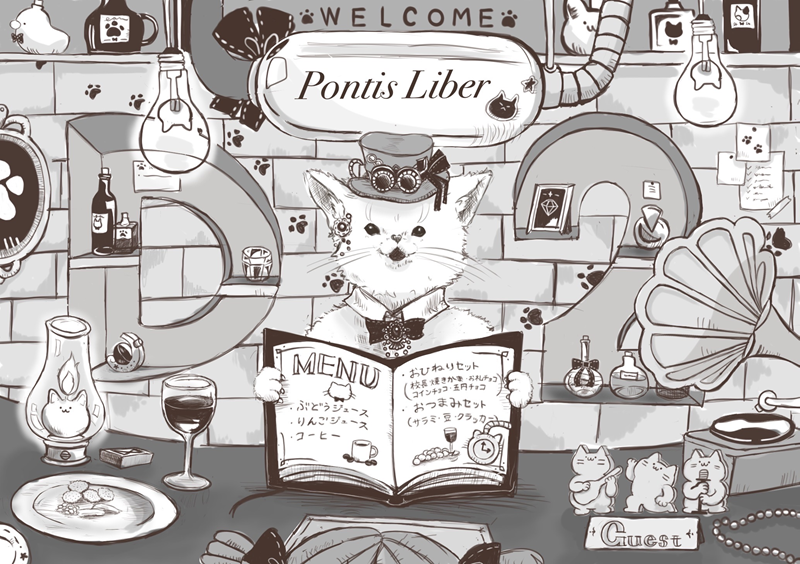 WELCOME
Pontis Liber
MENU
・ぶどうジュース
・りんごジュース
・コーヒー
おひねりセット
(校長・焼きか・お札チョコ
コインチョコ・五円チョコ)
・おつまみセット
(サラミ・豆・クラッカー)
Guest